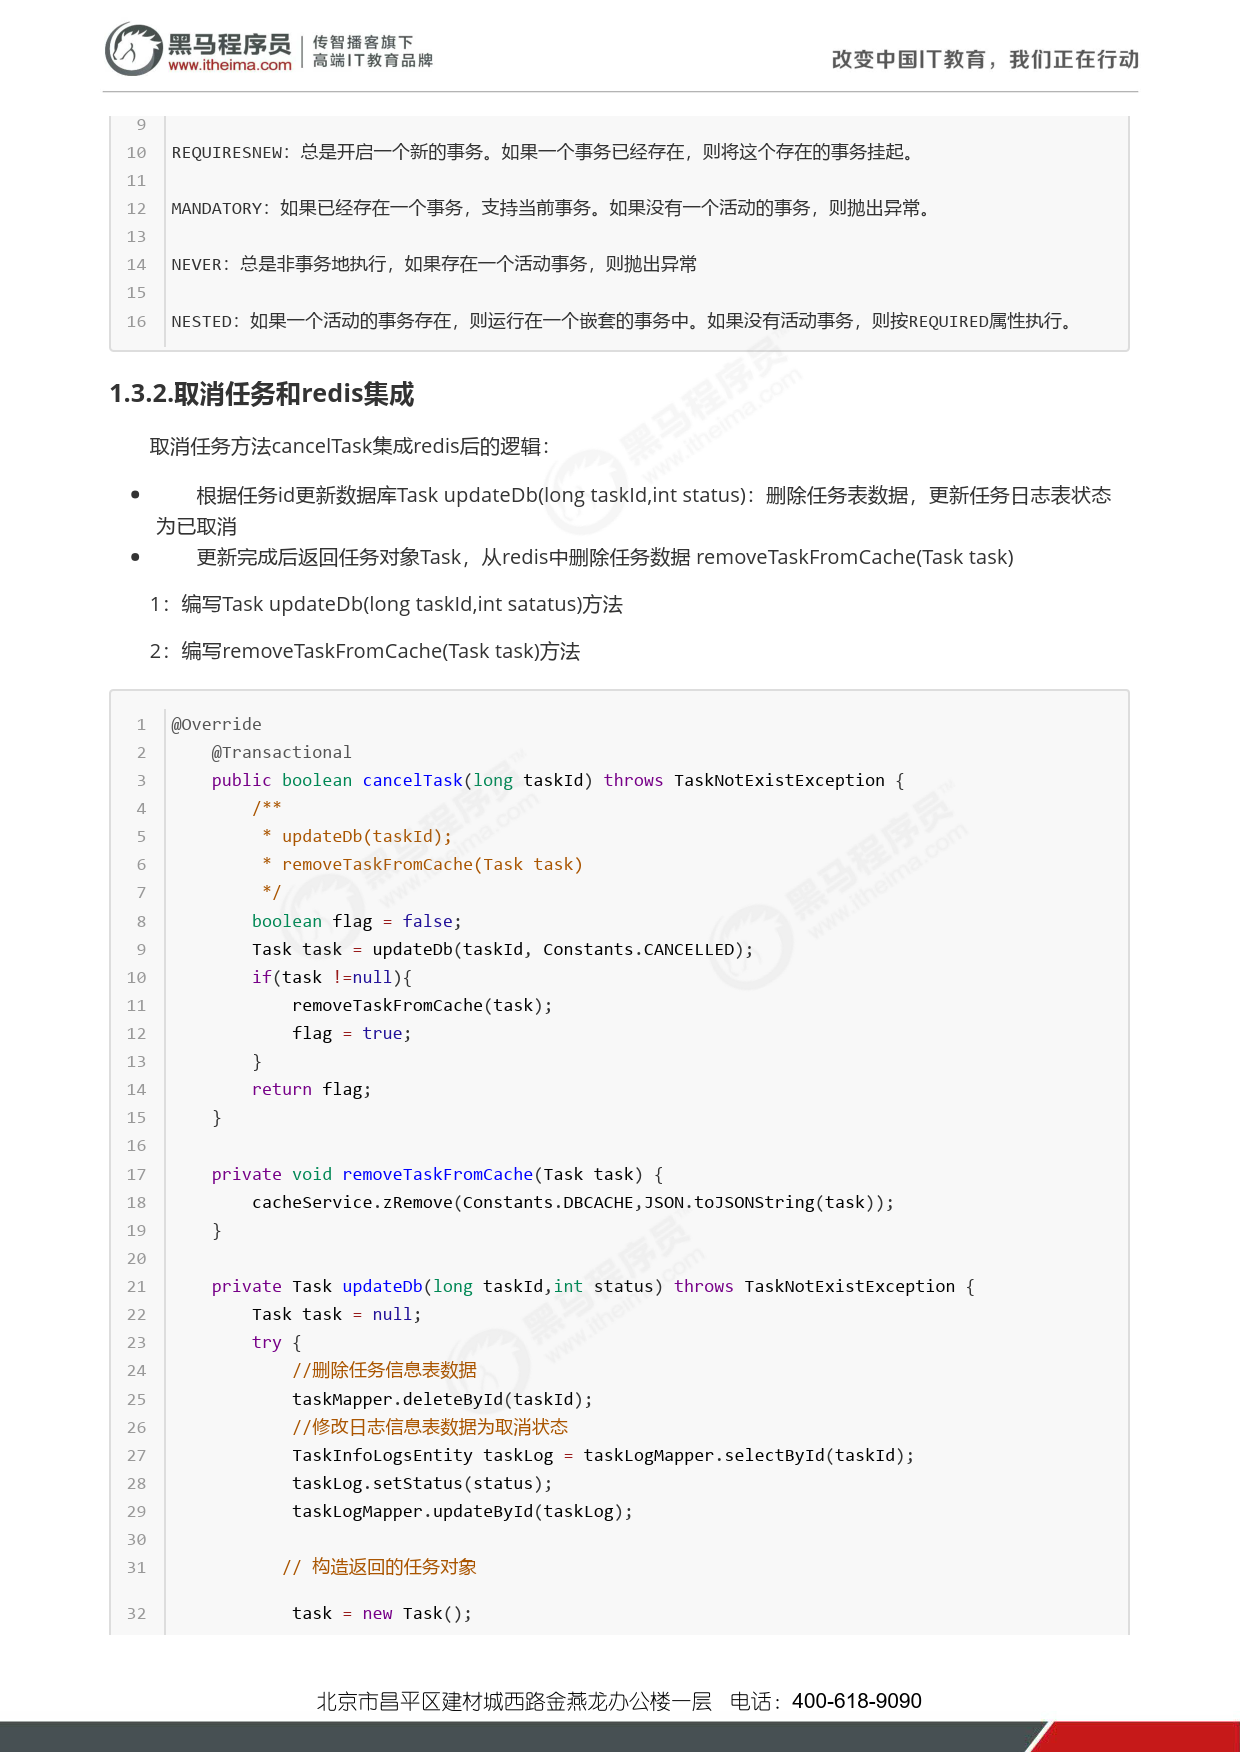 黑马程序员 传智播客旗下
www.itheima.com 高端IT教育品牌
改变中国IT教育，我们正在行动
9
10 REQUIRESNEW：总是开启一个新的事务。如果一个事务已经存在，则将这个存在的事务挂起。
11
12 MANDATORY：如果已经存在一个事务，支持当前事务。如果没有一个活动的事务，则抛出异常。
13
14 NEVER：总是非事务地执行，如果存在一个活动事务，则抛出异常
15
16 NESTED：如果一个活动的事务存在，则运行在一个嵌套的事务中。如果没有活动事务，则按REQUIRED属性执行。
1.3.2.取消任务和redis集成
取消任务方法cancelTask集成redis后的逻辑：
● 根据任务id更新数据库Task updateDb(long taskId,int status)：删除任务表数据，更新任务日志表状态
为已取消
● 更新完成后返回任务对象Task，从redis中删除任务数据 removeTaskFromCache(Task task)
1：编写Task updateDb(long taskId,int satatus)方法
2：编写removeTaskFromCache(Task task)方法
1 @Override
2     @Transactional
3     public boolean cancelTask(long taskId) throws TaskNotExistException {
4         /**
5          * updateDb(taskId);
6          * removeTaskFromCache(Task task)
7          */
8         boolean flag = false;
9         Task task = updateDb(taskId, Constants.CANCELLED);
10         if(task !=null){
11             removeTaskFromCache(task);
12             flag = true;
13         }
14         return flag;
15     }
16
17     private void removeTaskFromCache(Task task) {
18         cacheService.zRemove(Constants.DBCACHE,JSON.toJSONString(task));
19     }
20
21     private Task updateDb(long taskId,int status) throws TaskNotExistException {
22         Task task = null;
23         try {
24             //删除任务信息表数据
25             taskMapper.deleteById(taskId);
26             //修改日志信息表数据为取消状态
27             TaskInfoLogsEntity taskLog = taskLogMapper.selectById(taskId);
28             taskLog.setStatus(status);
29             taskLogMapper.updateById(taskLog);
30
31            // 构造返回的任务对象
32             task = new Task();
北京市昌平区建材城西路金燕龙办公楼一层 电话：400-618-9090